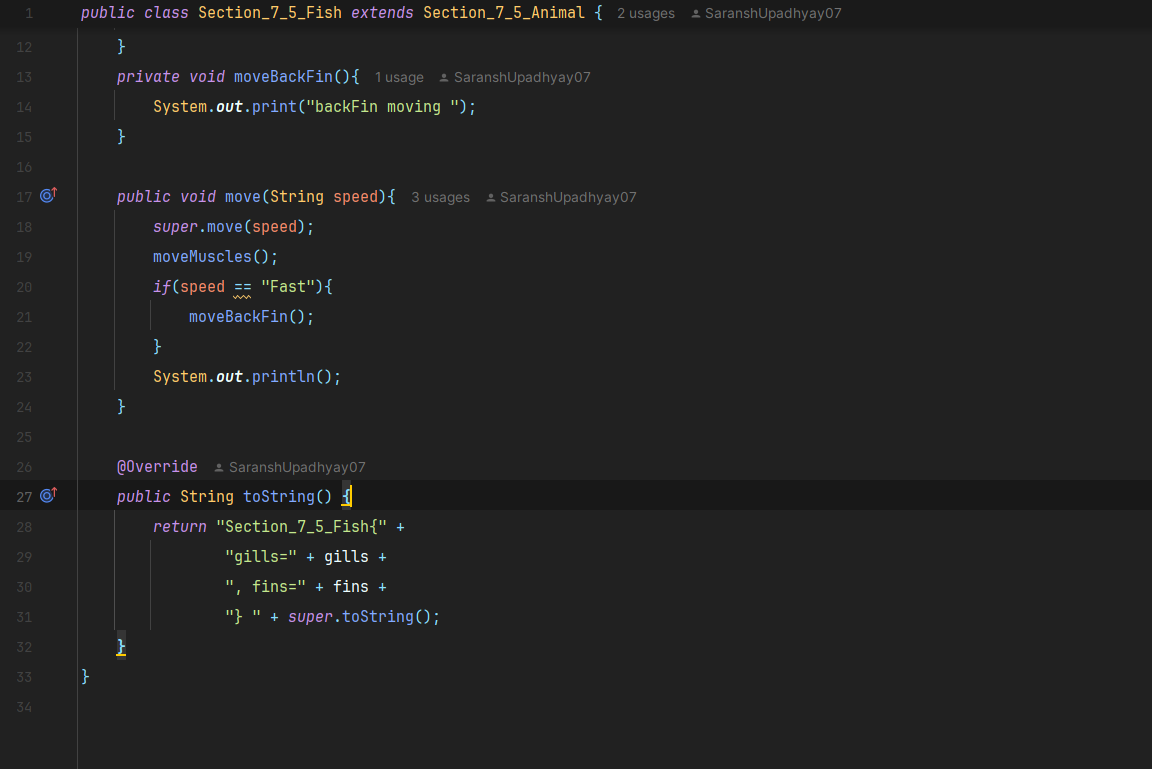 1 public class Section_7_5_Fish extends Section_7_5_Animal { 2 usages SaranshUpadhyay07
12 }
13 private void moveBackFin(){ 1 usage SaranshUpadhyay07
14 System.out.print("backFin moving ");
15 }
16
17 public void move(String speed){ 3 usages SaranshUpadhyay07
18 super.move(speed);
19 moveMuscles();
20 if(speed == "Fast"){
21 moveBackFin();
22 }
23 System.out.println();
24 }
25
26 @Override SaranshUpadhyay07
27 public String toString() {
28 return "Section_7_5_Fish{" +
29 "gills=" + gills +
30 ", fins=" + fins +
31 "} " + super.toString();
32 }
33 }
34